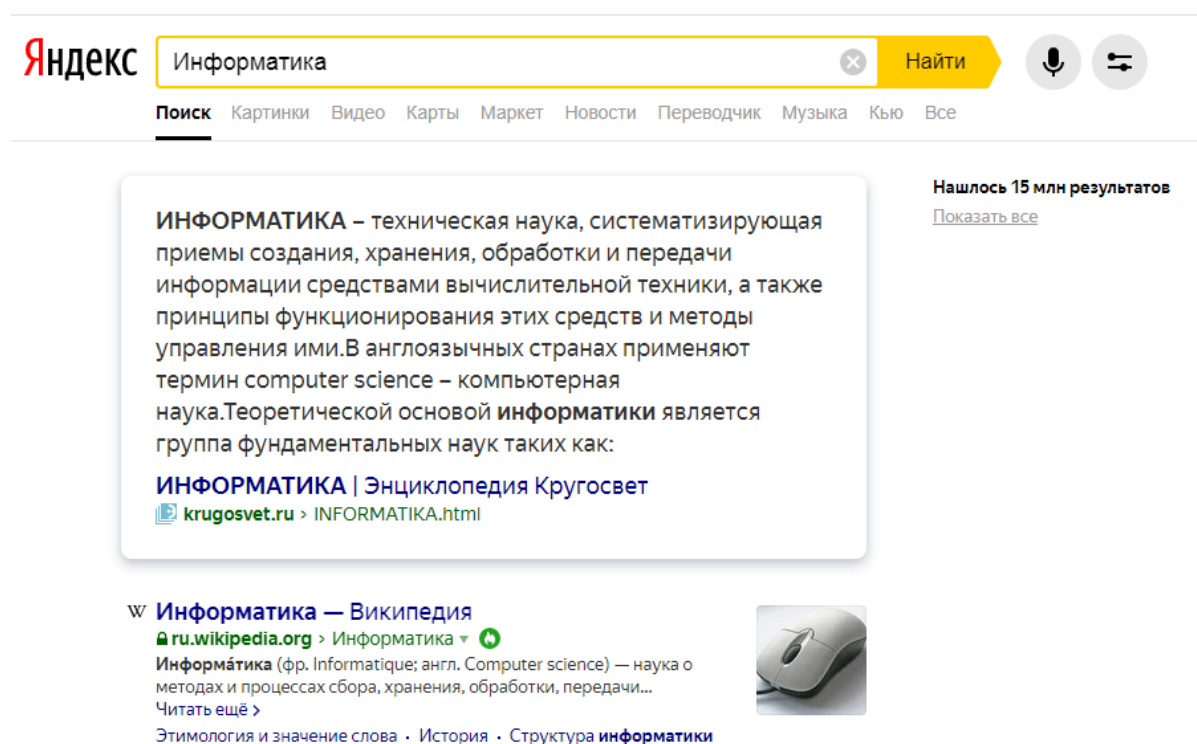 Яндекс
Информатика
Найти
Поиск Картинки Видео Карты Маркет Новости Переводчик Музыка Кью Все
Нашлось 15 млн результатов
Показать все
ИНФОРМАТИКА – техническая наука, систематизирующая
приемы создания, хранения, обработки и передачи
информации средствами вычислительной техники, а также
принципы функционирования этих средств и методы
управления ими.В англоязычных странах применяют
термин computer science – компьютерная
наука.Теоретической основой информатики является
группа фундаментальных наук таких как:
ИНФОРМАТИКА | Энциклопедия Кругосвет
krugosvet.ru › INFORMATIKA.html
W Информатика — Википедия
ru.wikipedia.org › Информатика
Информа́тика (фр. Informatique; англ. Computer science) — наука о
методах и процессах сбора, хранения, обработки, передачи...
Читать ещё ›
Этимология и значение слова · История · Структура информатики